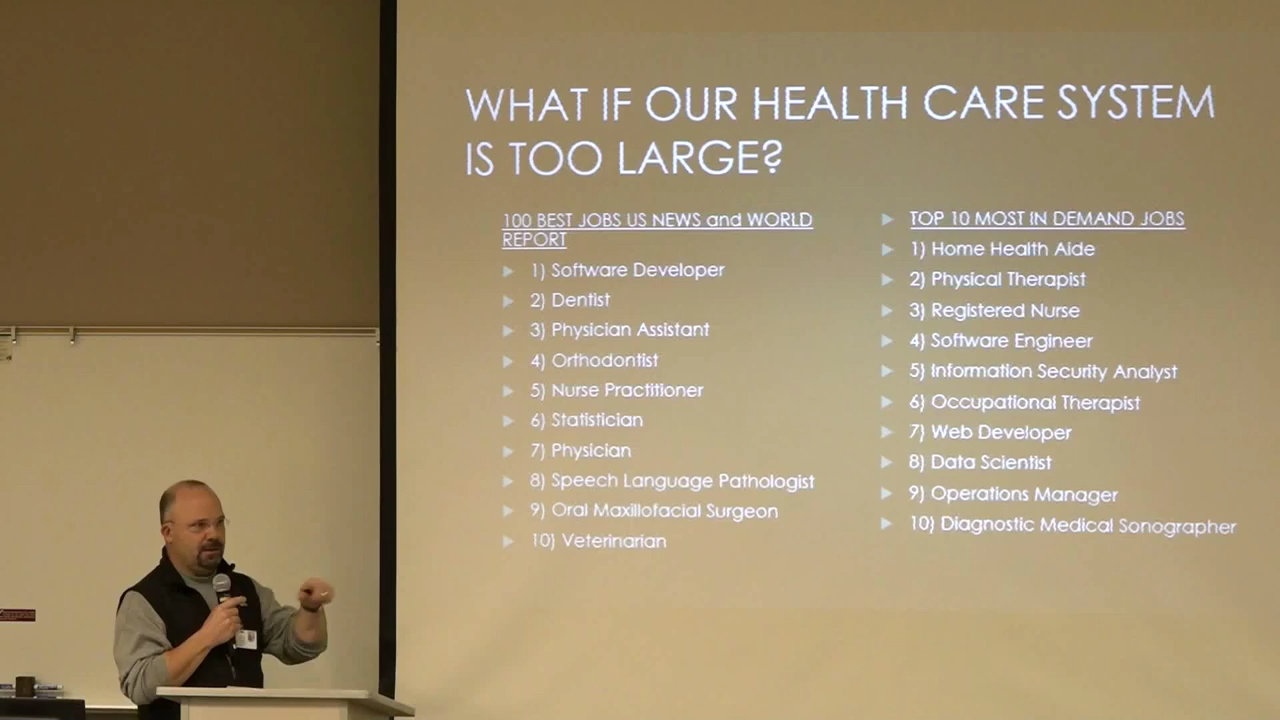 WHAT IF OUR HEALTH CARE SYSTEM
IS TOO LARGE?
100 BEST JOBS US NEWS and WORLD
REPORT
1) Software Developer
2) Dentist
3) Physician Assistant
4) Orthodontist
5) Nurse Practitioner
6) Statistician
7) Physician
8) Speech Language Pathologist
9) Oral Maxillofacial Surgeon
10) Veterinarian
TOP 10 MOST IN DEMAND JOBS
1) Home Health Aide
2) Physical Therapist
3) Registered Nurse
4) Software Engineer
5) Information Security Analyst
6) Occupational Therapist
7) Web Developer
8) Data Scientist
9) Operations Manager
10) Diagnostic Medical Sonographer